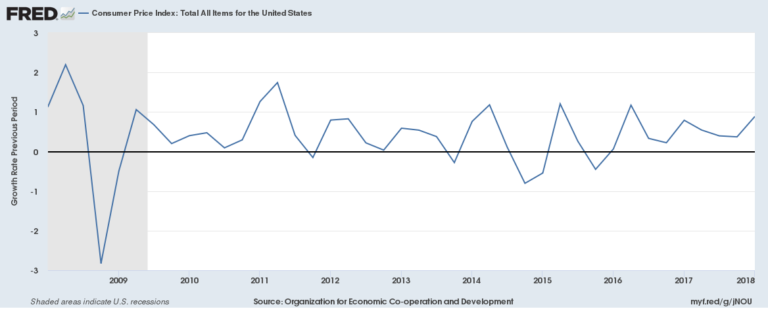 FRED
Consumer Price Index: Total All Items for the United States
3
2
1
0
-1
-2
-3
Growth Rate Previous Period
2009 2010 2011 2012 2013 2014 2015 2016 2017 2018
Shaded areas indicate U.S. recessions Source: Organization for Economic Co-operation and Development myf.red/g/jNOU